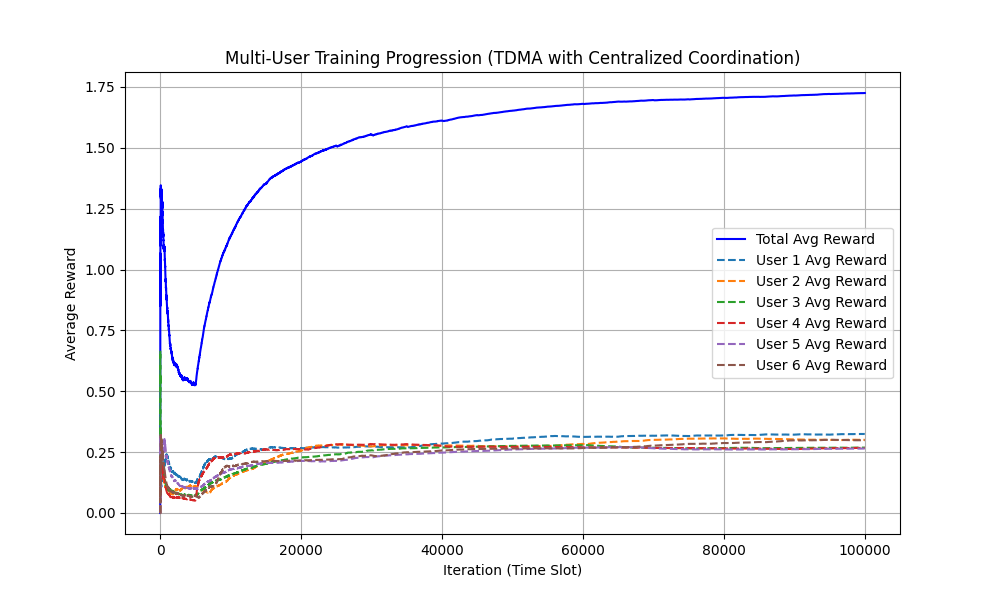 Multi-User Training Progression (TDMA with Centralized Coordination)
Average Reward
1.75
1.50
1.25
1.00
0.75
0.50
0.25
0.00
Total Avg Reward
User 1 Avg Reward
User 2 Avg Reward
User 3 Avg Reward
User 4 Avg Reward
User 5 Avg Reward
User 6 Avg Reward
0 20000 40000 60000 80000 100000
Iteration (Time Slot)